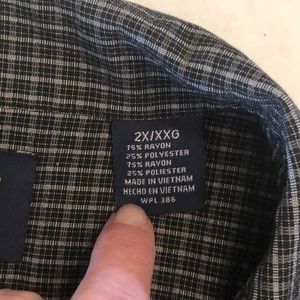 2X/XXG
75% RAYON
25% POLYESTER
75% RAYON
25% POLIESTER
MADE IN VIETNAM
HECHO EN VIETNAM
WPL 386